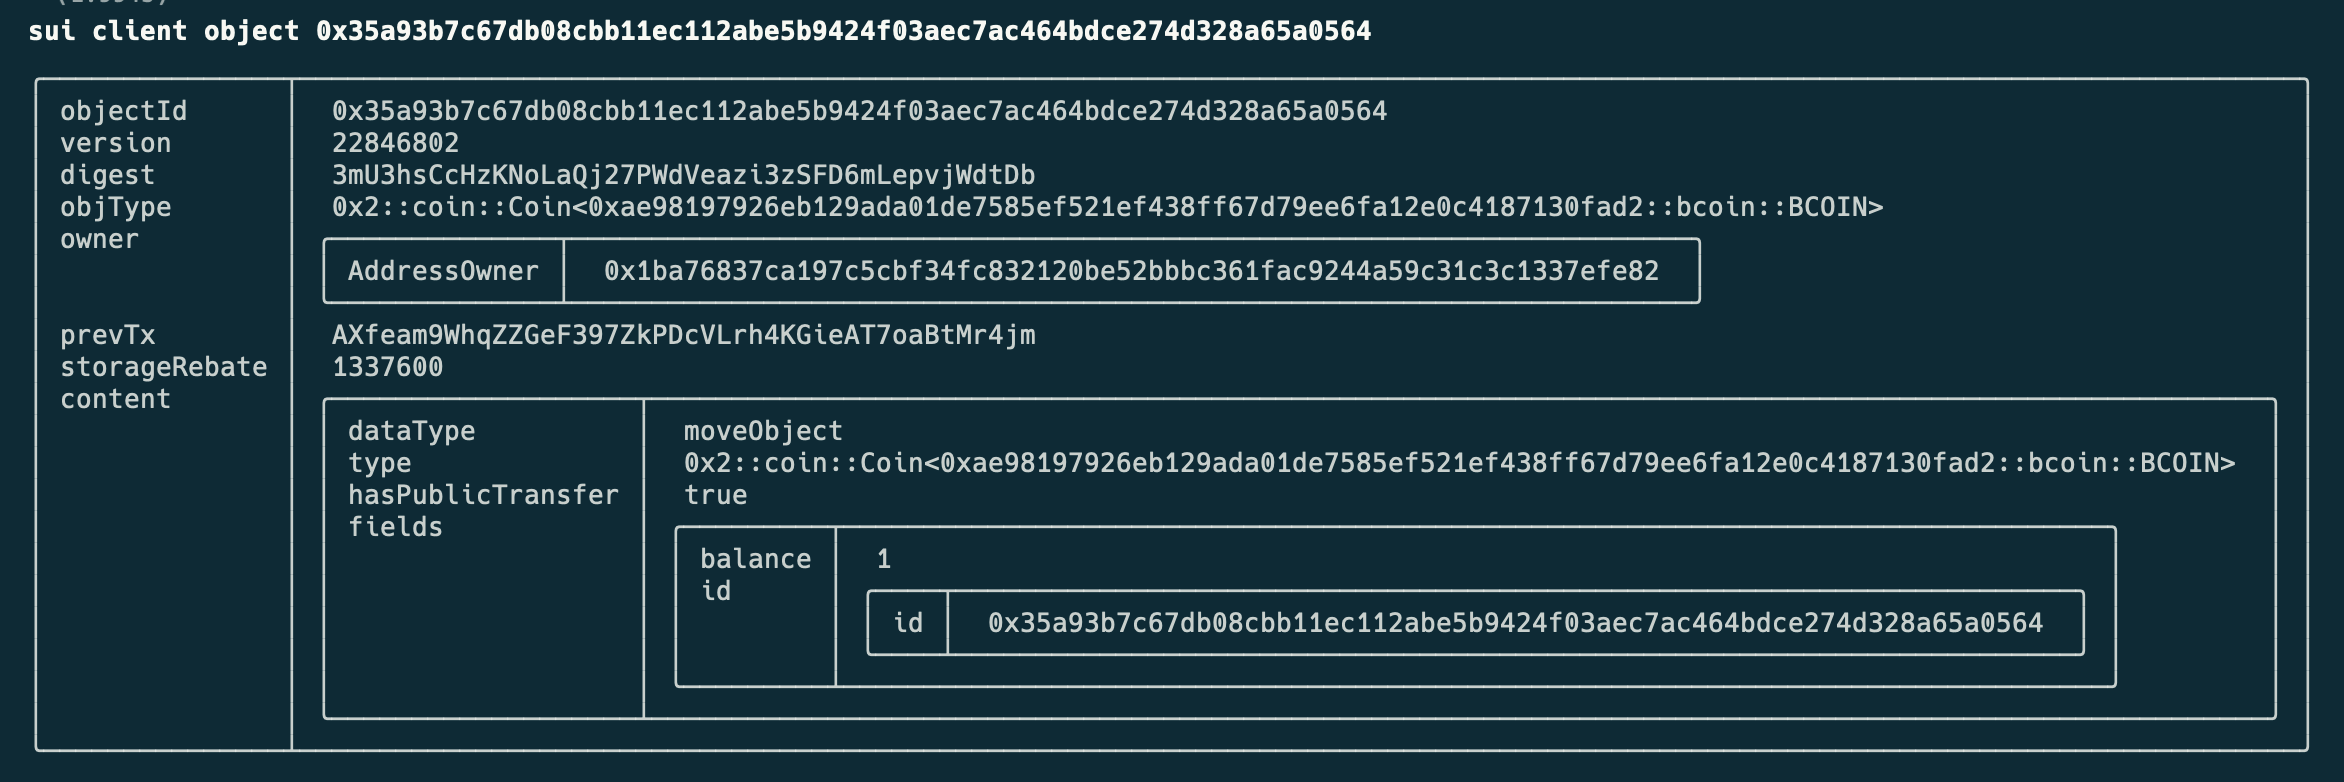 sui client object 0x35a93b7c67db08cbb11ec112abe5b9424f03aec7ac464bdce274d328a65a0564
objectId 0x35a93b7c67db08cbb11ec112abe5b9424f03aec7ac464bdce274d328a65a0564
version 22846802
digest 3mU3hsCcHzKNoLaQj27PWdVeazi3zSFD6mLepvjWdtDb
objType 0x2::coin::Coin<0xae98197926eb129ada01de7585ef521ef438ff67d79ee6fa12e0c4187130fad2::bcoin::BCOIN>
owner
AddressOwner 0x1ba76837ca197c5cbf34fc832120be52bbbc361fac9244a59c31c3c1337efe82
prevTx AXfeam9WhqZZGeF397ZkPDcVLrh4KGieAT7oaBtMr4jm
storageRebate 1337600
content
dataType moveObject
type 0x2::coin::Coin<0xae98197926eb129ada01de7585ef521ef438ff67d79ee6fa12e0c4187130fad2::bcoin::BCOIN>
hasPublicTransfer true
fields
balance 1
id
id 0x35a93b7c67db08cbb11ec112abe5b9424f03aec7ac464bdce274d328a65a0564